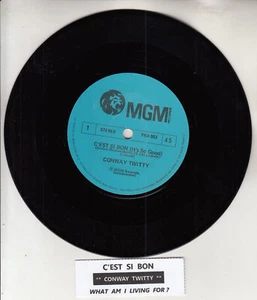 MGM
1
45
C'EST SI BON (It's So Good)
CONWAY TWITTY
C'EST SI BON
** CONWAY TWITTY **
WHAT AM I LIVING FOR?